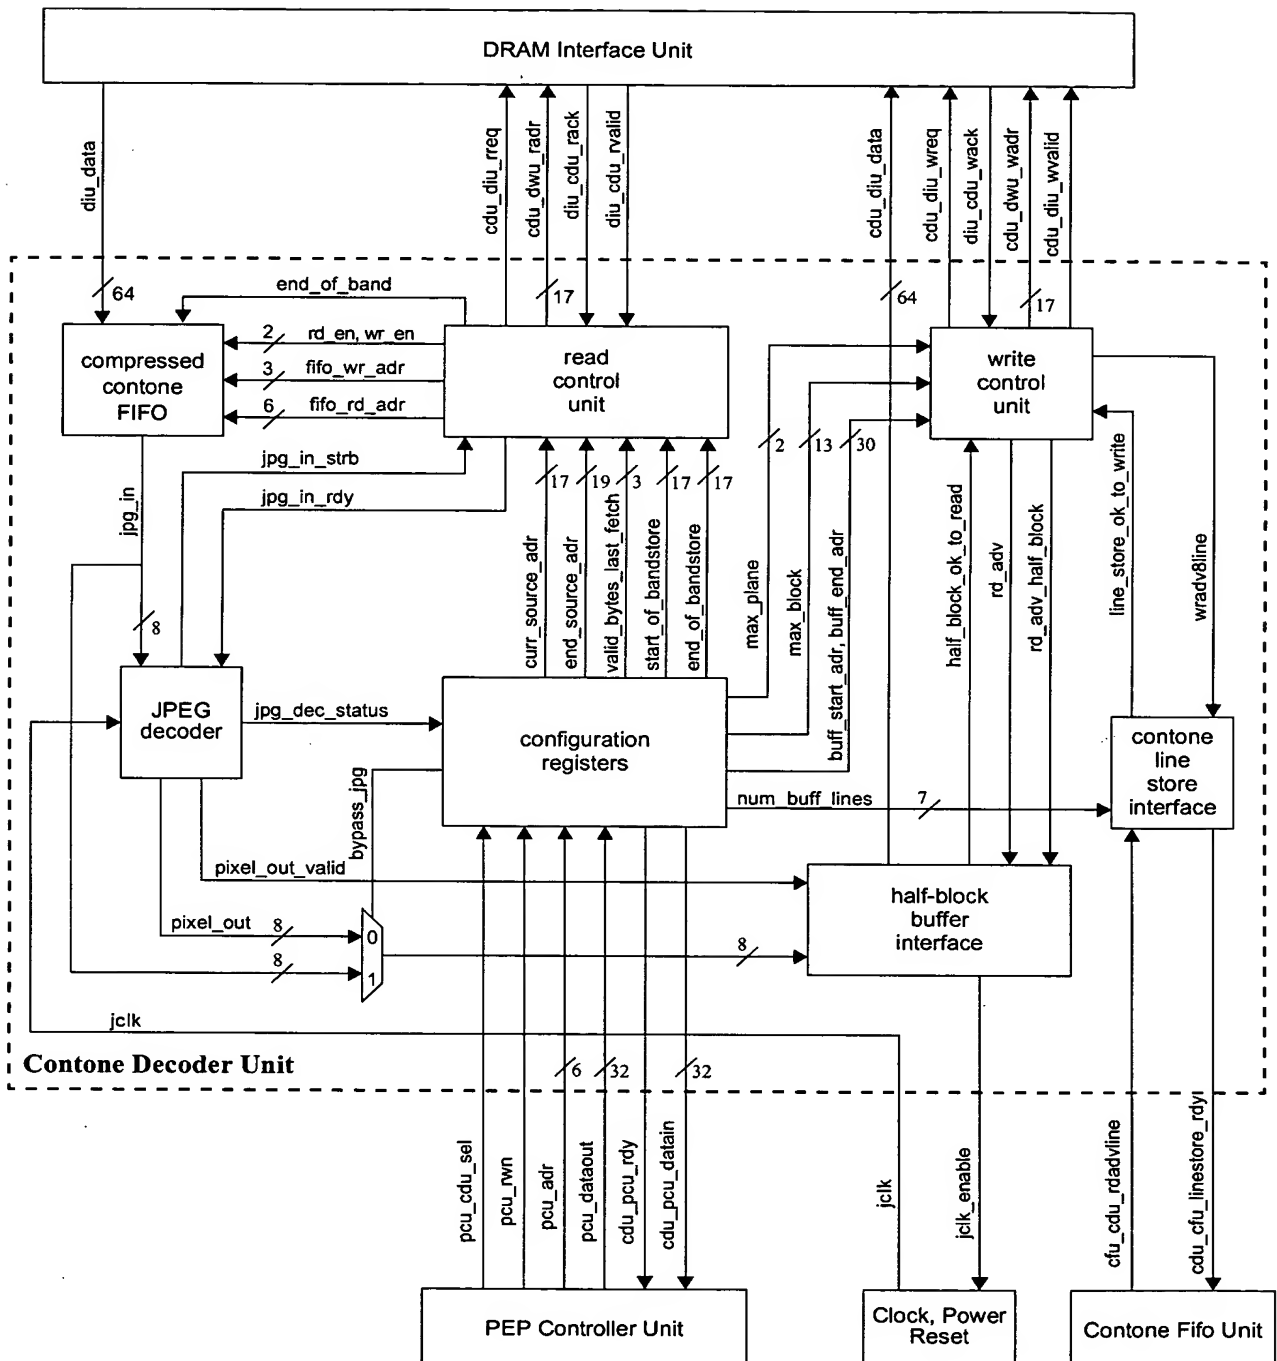 DRAM Interface Unit
diu_data
cdu_diu_rreq
cdu_dwu_radr
diu_cdu_rack
diu_cdu_rvalid
cdu_diu_data
cdu_diu_wreq
diu_cdu_wack
cdu_dwu_wadr
cdu_diu_wvalid
64
17
64
17
end_of_band
compressed
contone
FIFO
2
rd_en, wr_en
3
fifo_wr_adr
6
fifo_rd_adr
read
control
unit
write
control
unit
jpg_in_strb
jpg_in_rdy
jpg_in
8
17
19
3
17
17
curr_source_adr
end_source_adr
valid_bytes_last_fetch
start_of_bandstore
end_of_bandstore
2
13
30
max_plane
max_block
buff_start_adr, buff_end_adr
half_block_ok_to_read
rd_adv
rd_adv_half_block
line_store_ok_to_write
wradv8line
JPEG
decoder
jpg_dec_status
configuration
registers
contone
line
store
interface
num_buff_lines
7
bypass_jpg
pixel_out_valid
pixel_out
8
8
0
1
8
half-block
buffer
interface
jclk
Contone Decoder Unit
6
32
32
pcu_cdu_sel
pcu_rwn
pcu_adr
pcu_dataout
cdu_pcu_rdy
cdu_pcu_datain
jclk
jclk_enable
cfu_cdu_rdadvline
cdu_cfu_linestore_rdy
PEP Controller Unit
Clock, Power
Reset
Contone Fifo Unit